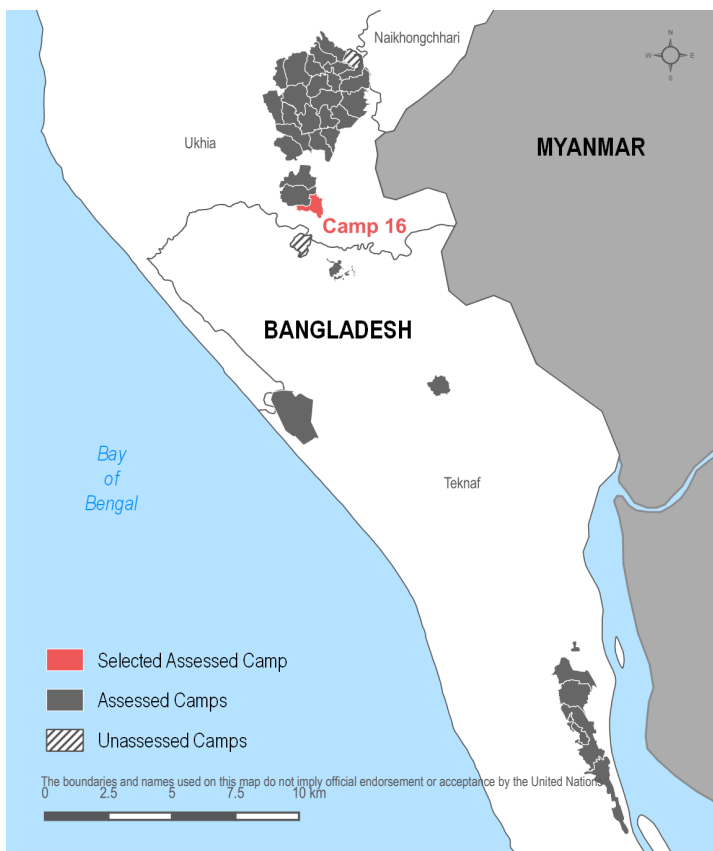 Naikhongchhari
N
W
E
S
Ukhia
MYANMAR
Camp 16
BANGLADESH
Bay
of
Bengal
Teknaf
Selected Assessed Camp
Assessed Camps
Unassessed Camps
The boundaries and names used on this map do not imply official endorsement or acceptance by the United Nations
0 2.5 5 7.5 10 km